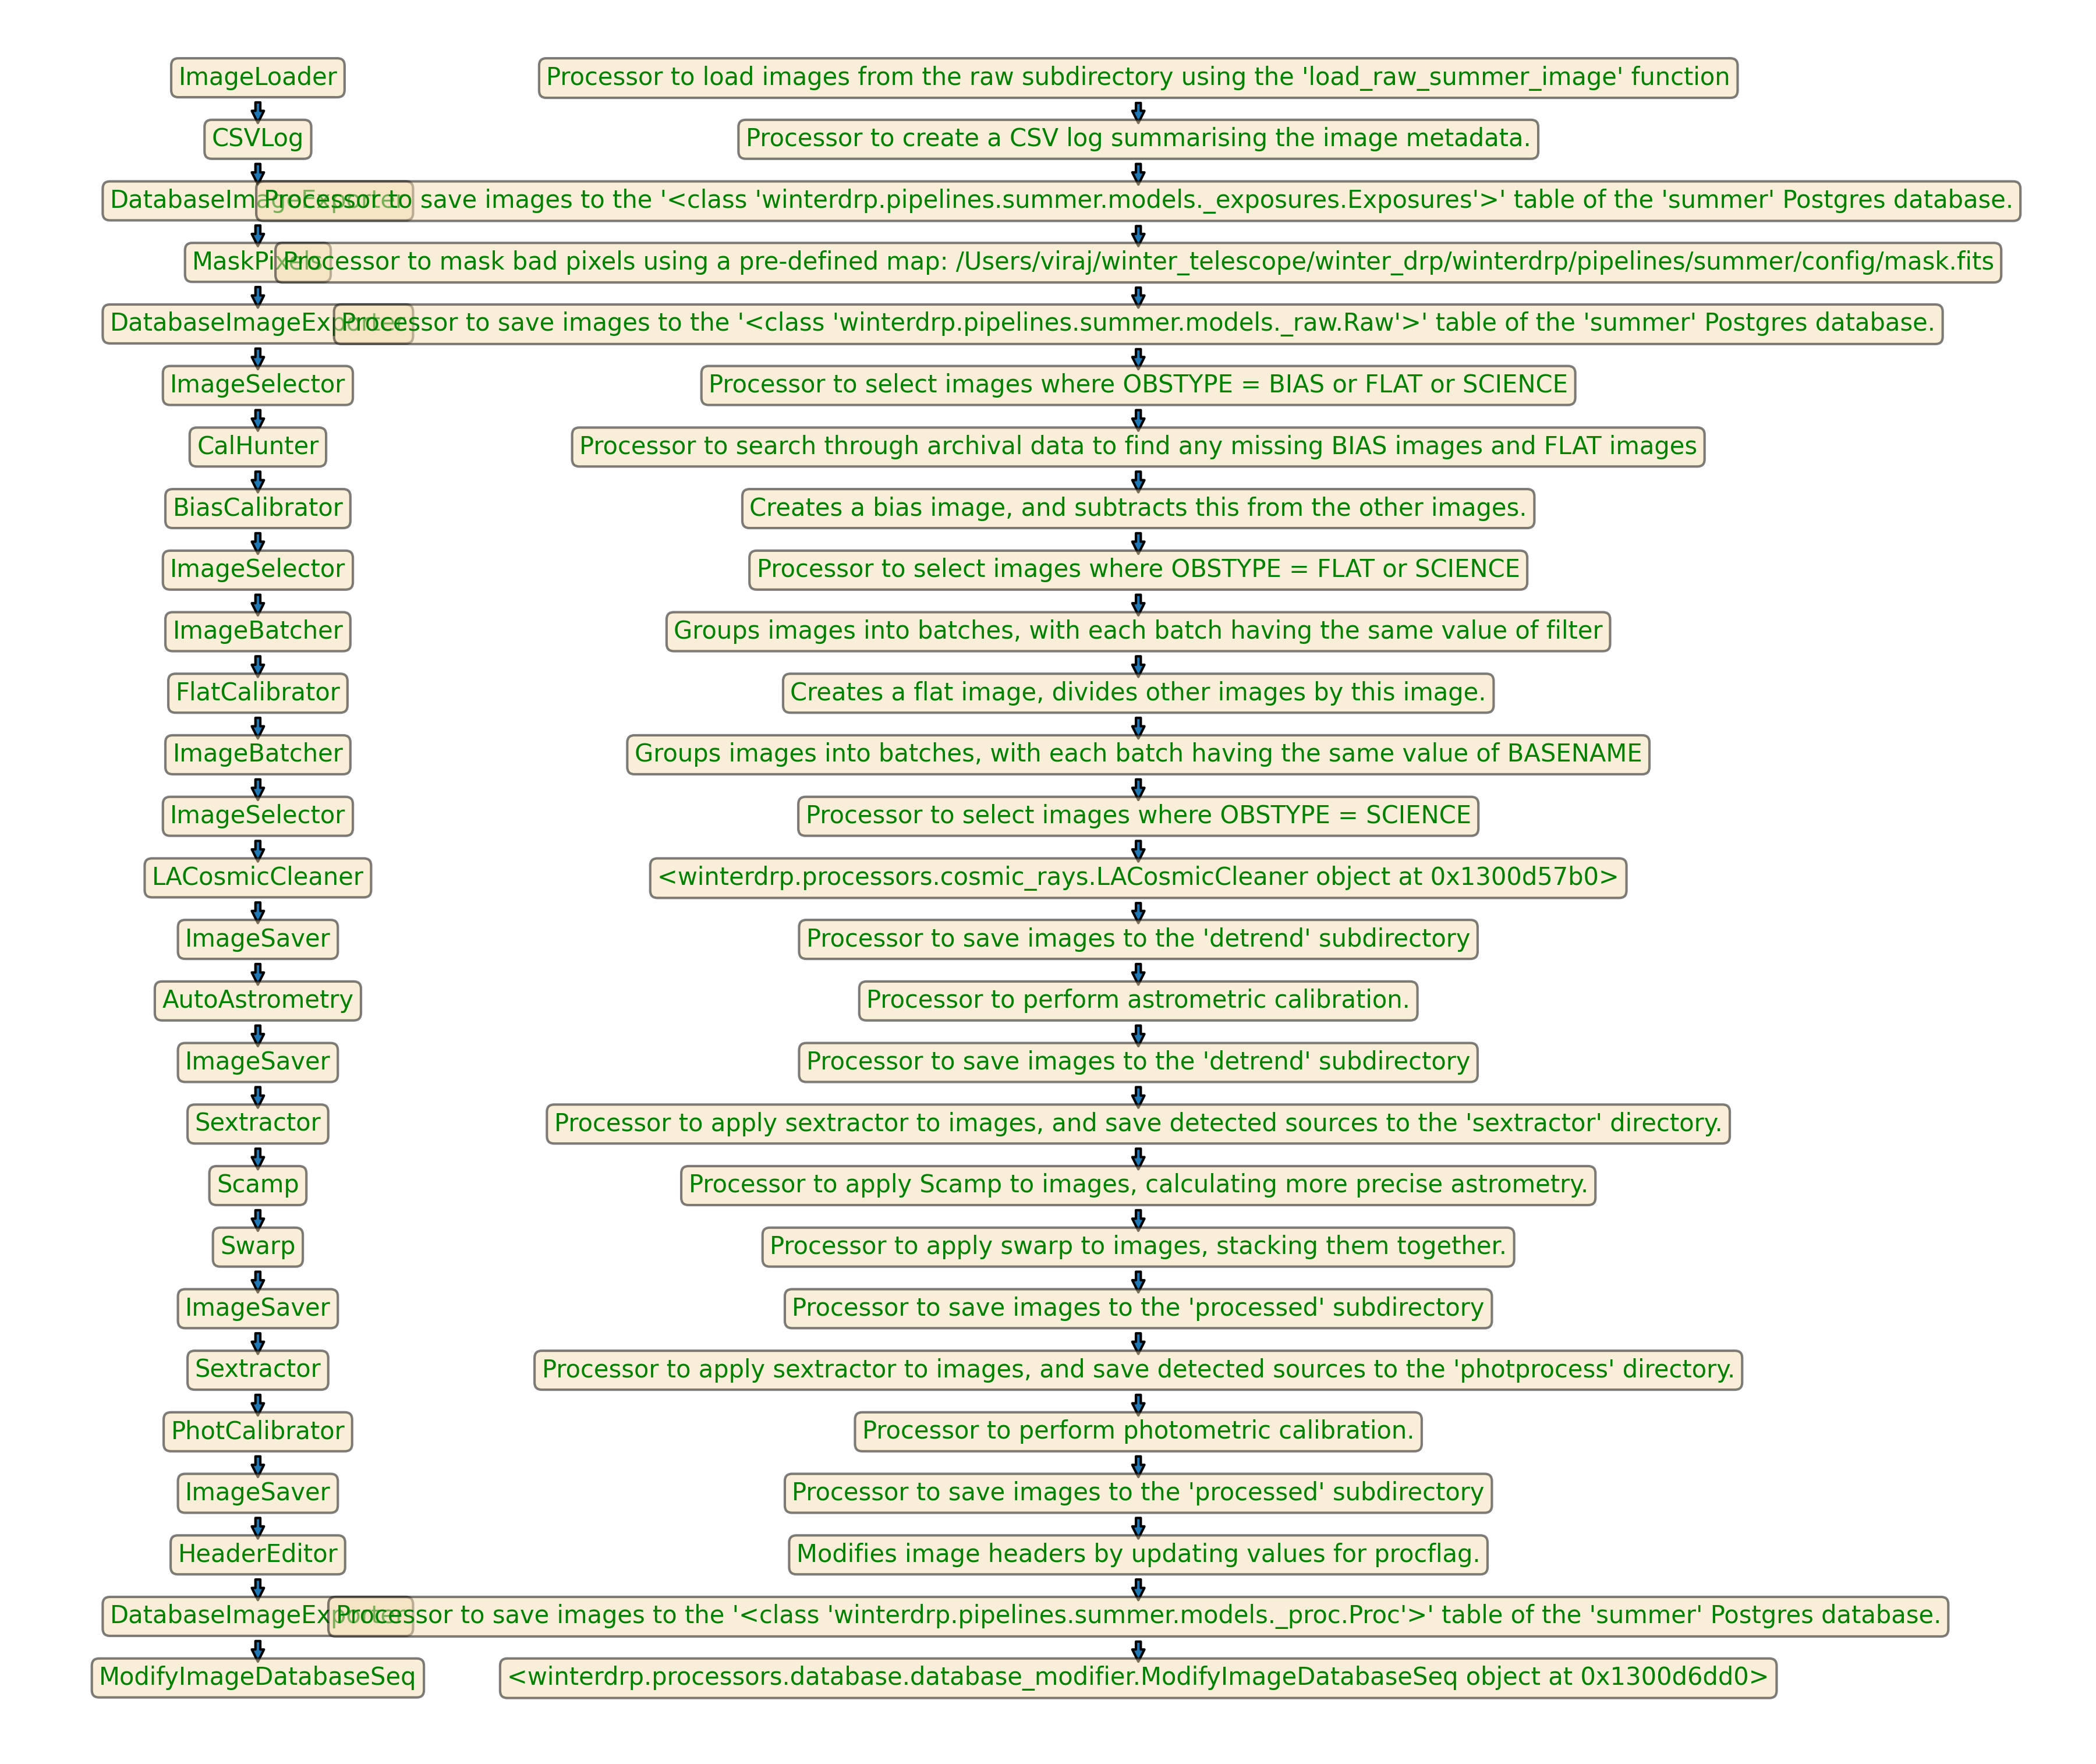 ImageLoader Processor to load images from the raw subdirectory using the 'load_raw_summer_image' function
CSVLog Processor to create a CSV log summarising the image metadata.
DatabaseImageExporter Processor to save images to the '<class 'winterdrp.pipelines.summer.models._exposures.Exposures'>' table of the 'summer' Postgres database.
MaskPixels Processor to mask bad pixels using a pre-defined map: /Users/viraj/winter_telescope/winter_drp/winterdrp/pipelines/summer/config/mask.fits
DatabaseImageExporter Processor to save images to the '<class 'winterdrp.pipelines.summer.models._raw.Raw'>' table of the 'summer' Postgres database.
ImageSelector Processor to select images where OBSTYPE = BIAS or FLAT or SCIENCE
CalHunter Processor to search through archival data to find any missing BIAS images and FLAT images
BiasCalibrator Creates a bias image, and subtracts this from the other images.
ImageSelector Processor to select images where OBSTYPE = FLAT or SCIENCE
ImageBatcher Groups images into batches, with each batch having the same value of filter
FlatCalibrator Creates a flat image, divides other images by this image.
ImageBatcher Groups images into batches, with each batch having the same value of BASENAME
ImageSelector Processor to select images where OBSTYPE = SCIENCE
LACosmicCleaner <winterdrp.processors.cosmic_rays.LACosmicCleaner object at 0x1300d57b0>
ImageSaver Processor to save images to the 'detrend' subdirectory
AutoAstrometry Processor to perform astrometric calibration.
ImageSaver Processor to save images to the 'detrend' subdirectory
Sextractor Processor to apply sextractor to images, and save detected sources to the 'sextractor' directory.
Scamp Processor to apply Scamp to images, calculating more precise astrometry.
Swarp Processor to apply swarp to images, stacking them together.
ImageSaver Processor to save images to the 'processed' subdirectory
Sextractor Processor to apply sextractor to images, and save detected sources to the 'photprocess' directory.
PhotCalibrator Processor to perform photometric calibration.
ImageSaver Processor to save images to the 'processed' subdirectory
HeaderEditor Modifies image headers by updating values for procflag.
DatabaseImageExporter Processor to save images to the '<class 'winterdrp.pipelines.summer.models._proc.Proc'>' table of the 'summer' Postgres database.
ModifyImageDatabaseSeq <winterdrp.processors.database.database_modifier.ModifyImageDatabaseSeq object at 0x1300d6dd0>